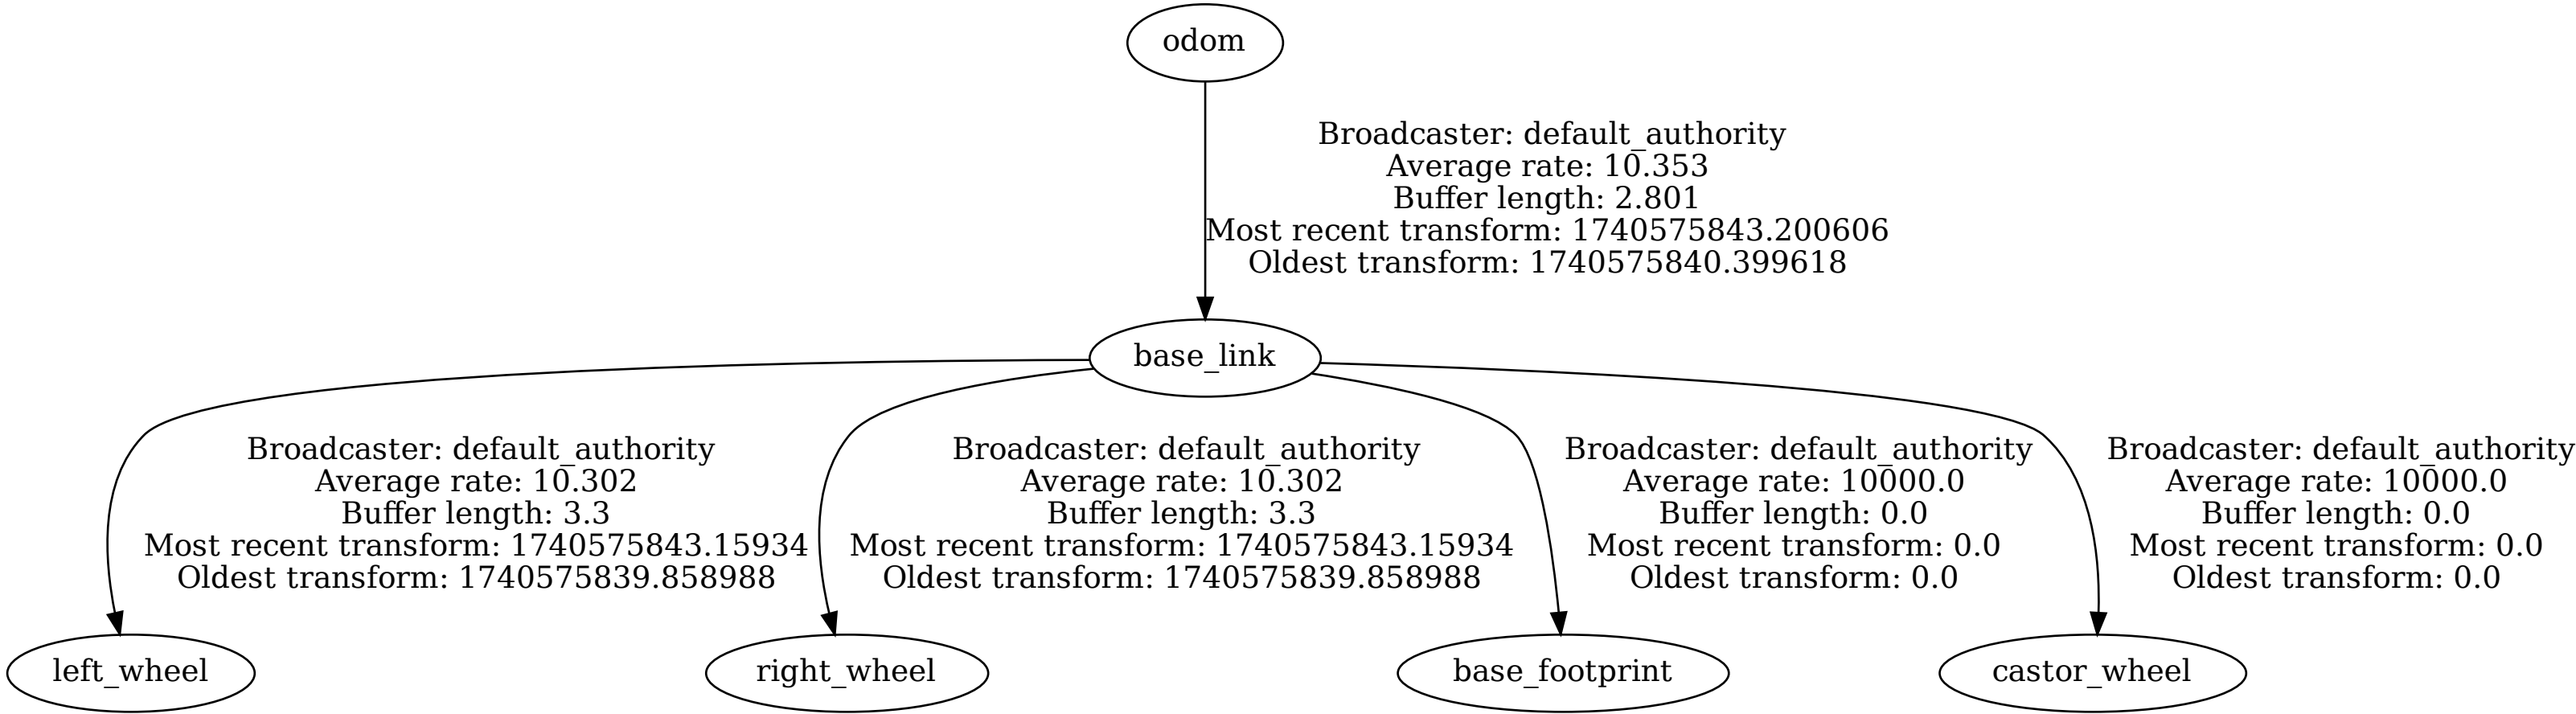 odom
Broadcaster: default_authority
Average rate: 10.353
Buffer length: 2.801
Most recent transform: 1740575843.200606
Oldest transform: 1740575840.399618
base_link
Broadcaster: default_authority
Average rate: 10.302
Buffer length: 3.3
Most recent transform: 1740575843.15934
Oldest transform: 1740575839.858988
Broadcaster: default_authority
Average rate: 10.302
Buffer length: 3.3
Most recent transform: 1740575843.15934
Oldest transform: 1740575839.858988
Broadcaster: default_authority
Average rate: 10000.0
Buffer length: 0.0
Most recent transform: 0.0
Oldest transform: 0.0
Broadcaster: default_authority
Average rate: 10000.0
Buffer length: 0.0
Most recent transform: 0.0
Oldest transform: 0.0
left_wheel
right_wheel
base_footprint
castor_wheel